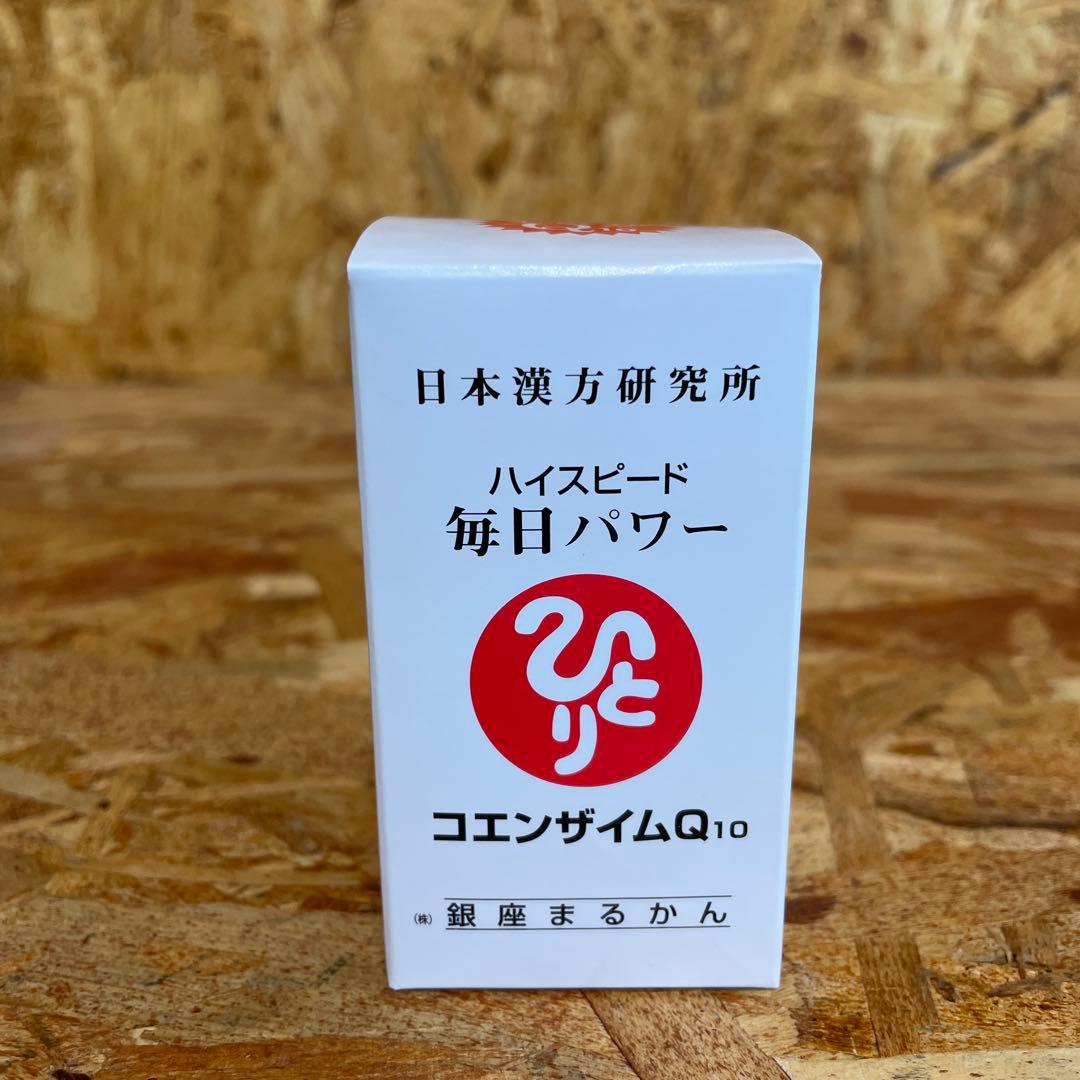 日本漢方研究所
ハイスピード
毎日パワー
ひとり
コエンザイムQ10
(株) 銀座まるかん